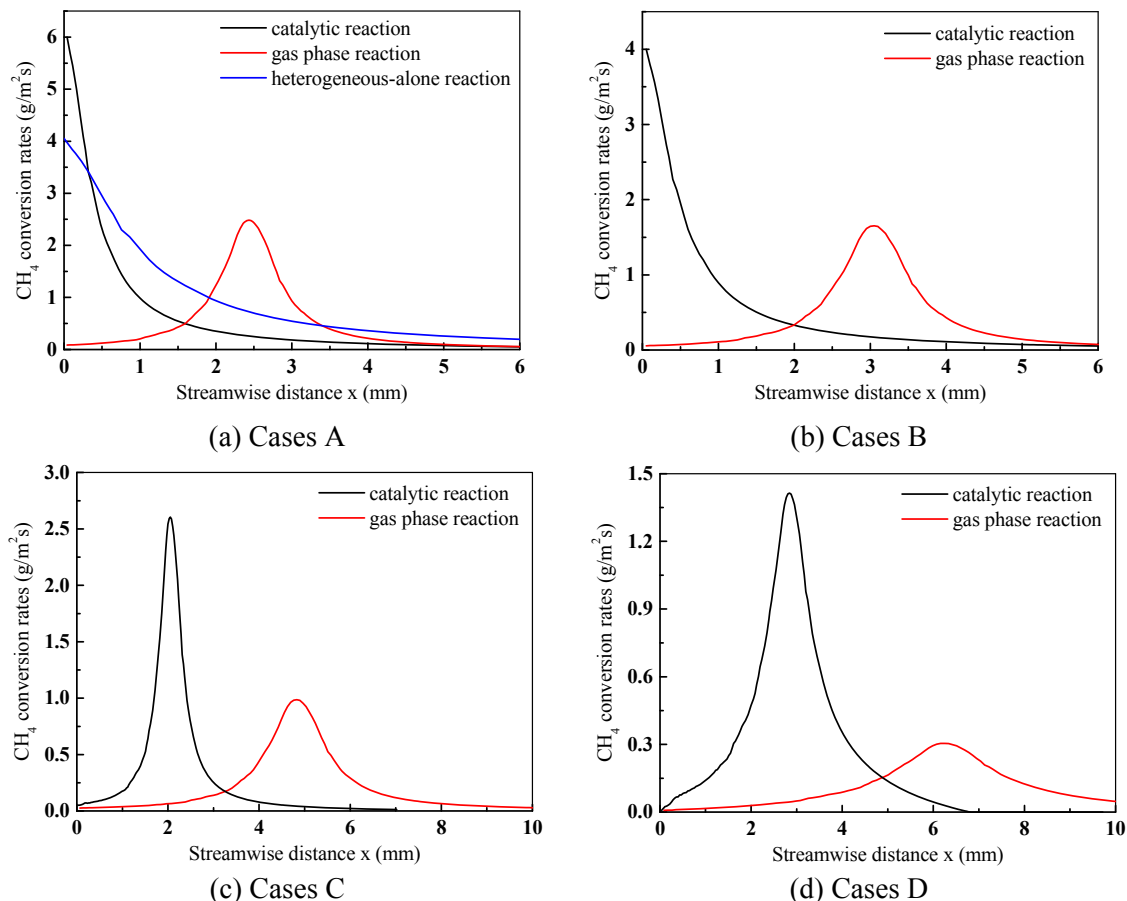 catalytic reaction
gas phase reaction
heterogeneous-alone reaction
CH₄ conversion rates (g/m²s)
6
5
4
3
2
1
0
0 1 2 3 4 5 6
Streamwise distance x (mm)
(a) Cases A
catalytic reaction
gas phase reaction
CH₄ conversion rates (g/m²s)
4
3
2
1
0
0 1 2 3 4 5 6
Streamwise distance x (mm)
(b) Cases B
catalytic reaction
gas phase reaction
CH₄ conversion rates (g/m²s)
3.0
2.5
2.0
1.5
1.0
0.5
0.0
0 2 4 6 8 10
Streamwise distance x (mm)
(c) Cases C
catalytic reaction
gas phase reaction
CH₄ conversion rates (g/m²s)
1.5
1.2
0.9
0.6
0.3
0.0
0 2 4 6 8 10
Streamwise distance x (mm)
(d) Cases D